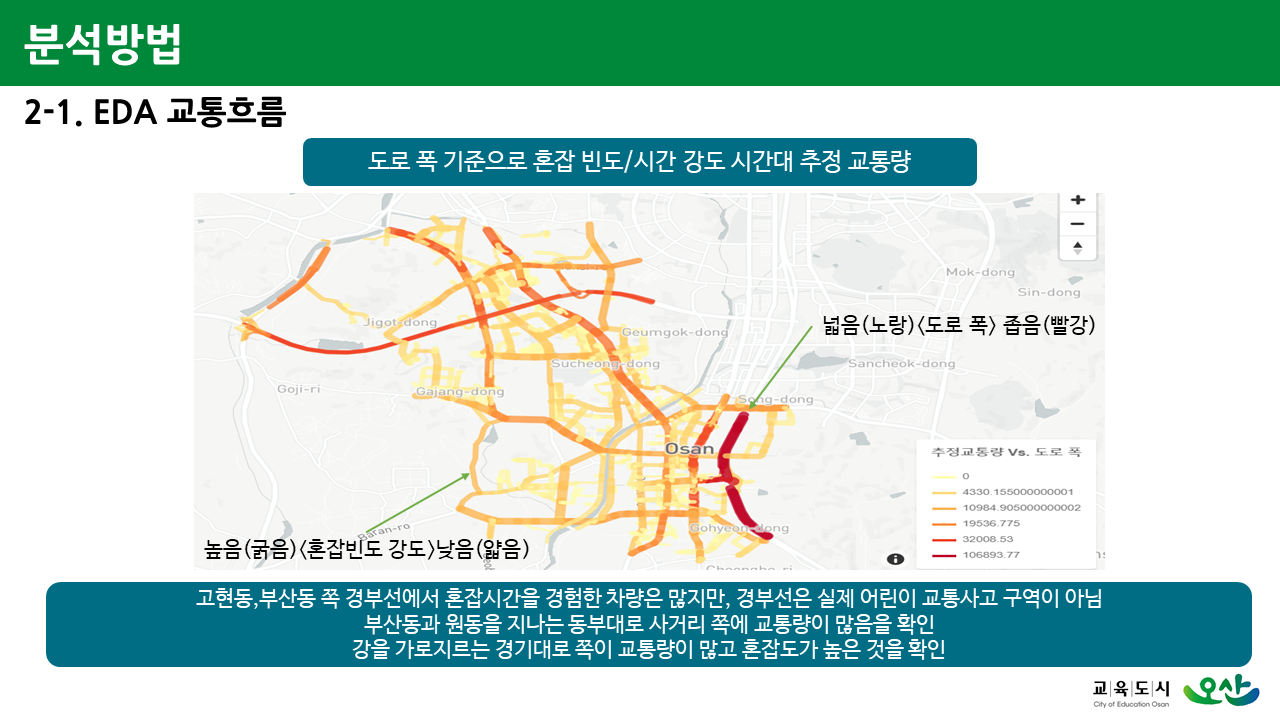 분석방법
2-1. EDA 교통흐름
도로 폭 기준으로 혼잡 빈도/시간 강도 시간대 추정 교통량
Mok-dong
Sin-dong
Jigot-dong
Geumgok-dong
넓음(노랑)<도로 폭> 좁음(빨강)
Sucheong-dong
Sancheok-dong
Goji-ri
Gajang-dong
Song-dong
Osan
추정교통량 Vs. 도로 폭
0
4330.155000000001
10984.905000000002
19536.775
32008.53
106893.77
Baran-ro
Gohyeon-dong
높음(굵음)<혼잡빈도 강도>낮음(얇음)
고현동,부산동 쪽 경부선에서 혼잡시간을 경험한 차량은 많지만, 경부선은 실제 어린이 교통사고 구역이 아님
부산동과 원동을 지나는 동부대로 사거리 쪽에 교통량이 많음을 확인
강을 가로지르는 경기대로 쪽이 교통량이 많고 혼잡도가 높은 것을 확인
교육도시 오산
City of Education Osan